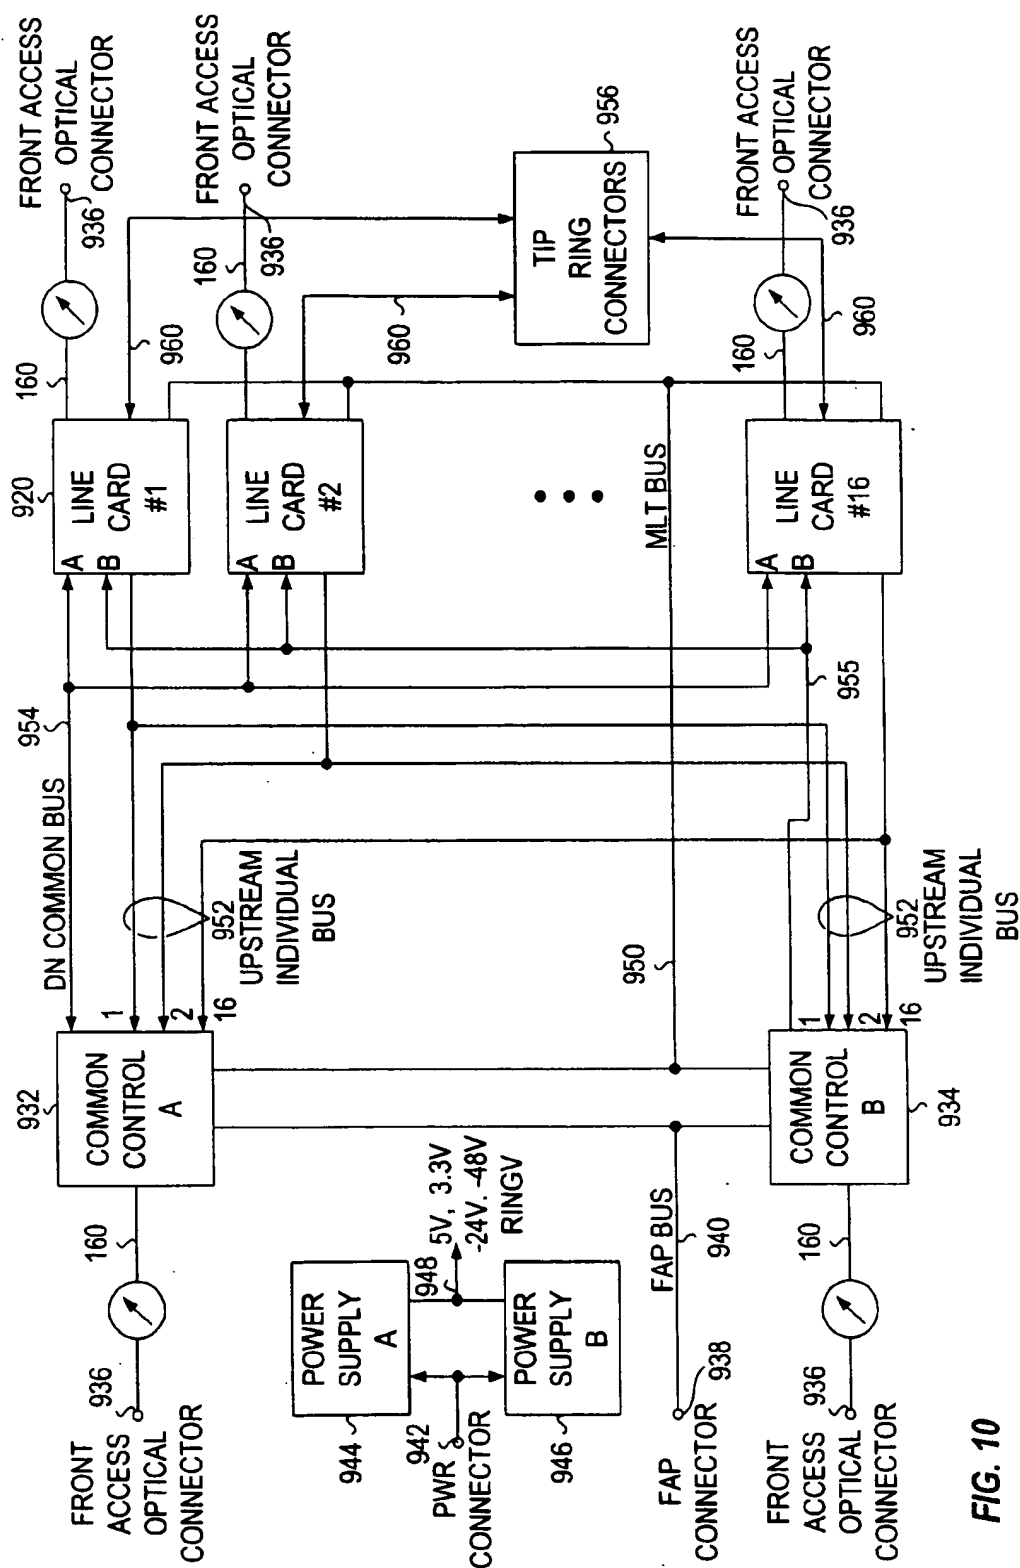 FRONT ACCESS
OPTICAL
CONNECTOR
936
160
920
LINE
CARD
#1
A
B
960
954
DN COMMON BUS
932
COMMON
CONTROL
A
1
2
16
952
UPSTREAM
INDIVIDUAL
BUS
160
936
FRONT
ACCESS
OPTICAL
CONNECTOR
FRONT ACCESS
OPTICAL
CONNECTOR
936
160
LINE
CARD
#2
A
B
960
TIP
RING
CONNECTORS
956
944
POWER
SUPPLY
A
942
PWR
CONNECTOR
948
5V, 3.3V
-24V. -48V
RINGV
946
POWER
SUPPLY
B
MLT BUS
950
FAP BUS
940
938
FAP
CONNECTOR
FRONT ACCESS
OPTICAL
CONNECTOR
936
160
960
LINE
CARD
#16
A
B
955
952
UPSTREAM
INDIVIDUAL
BUS
1
2
16
COMMON
CONTROL
B
934
160
936
FRONT
ACCESS
OPTICAL
CONNECTOR
FIG. 10